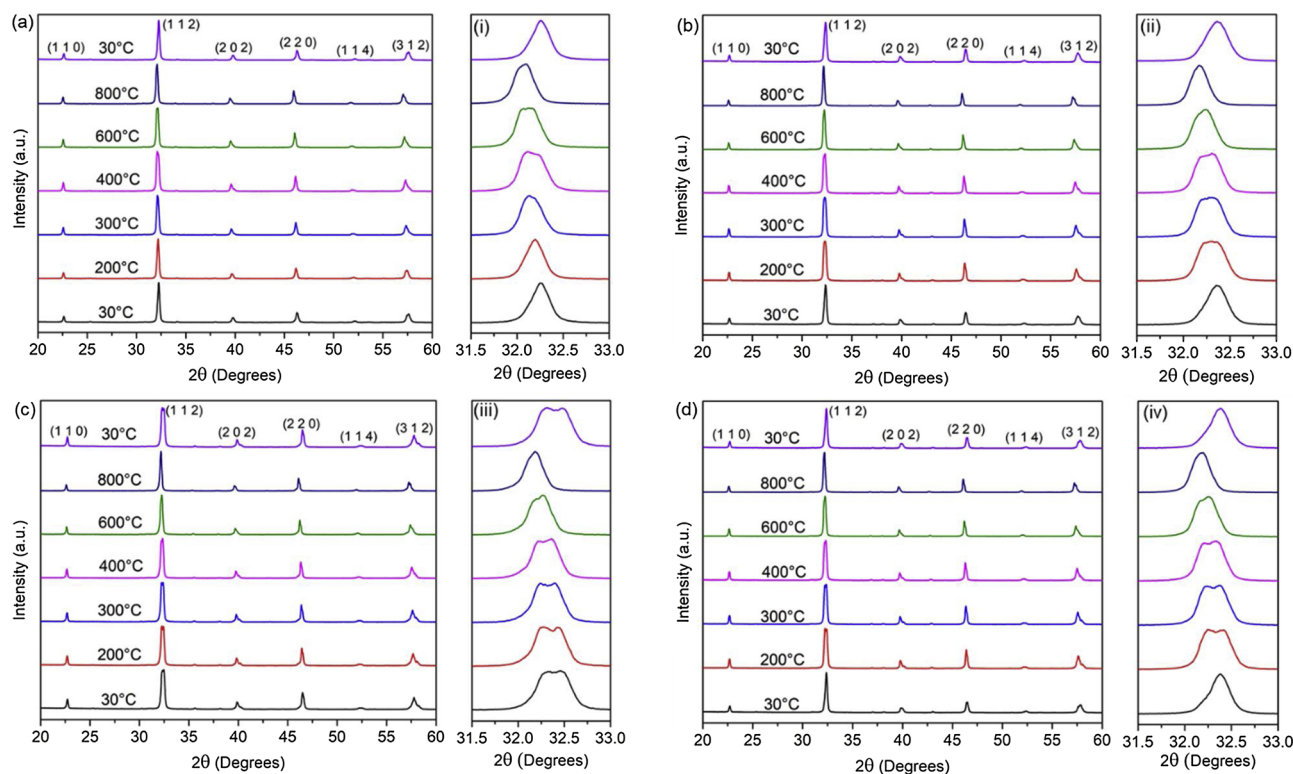 (a)
(1 1 2)
(1 1 0)
30°C
(2 0 2)
(2 2 0)
(1 1 4)
(3 1 2)
800°C
600°C
400°C
300°C
200°C
30°C
Intensity (a.u.)
20 25 30 35 40 45 50 55 60
2θ (Degrees)
(i)
31.5 32.0 32.5 33.0
2θ (Degrees)
(b)
(1 1 2)
(1 1 0)
30°C
(2 0 2)
(2 2 0)
(1 1 4)
(3 1 2)
800°C
600°C
400°C
300°C
200°C
30°C
Intensity (a.u.)
20 25 30 35 40 45 50 55 60
2θ (Degrees)
(ii)
31.5 32.0 32.5 33.0
2θ (Degrees)
(c)
(1 1 2)
(1 1 0)
30°C
(2 0 2)
(2 2 0)
(1 1 4)
(3 1 2)
800°C
600°C
400°C
300°C
200°C
30°C
Intensity (a.u.)
20 25 30 35 40 45 50 55 60
2θ (Degrees)
(iii)
31.5 32.0 32.5 33.0
2θ (Degrees)
(d)
(1 1 2)
(1 1 0)
30°C
(2 0 2)
(2 2 0)
(1 1 4)
(3 1 2)
800°C
600°C
400°C
300°C
200°C
30°C
Intensity (a.u.)
20 25 30 35 40 45 50 55 60
2θ (Degrees)
(iv)
31.5 32.0 32.5 33.0
2θ (Degrees)